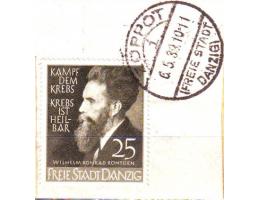 ZOPPOT
1
6.5.39.10-11
(FREIE STADT
DANZIG)
KAMPF
DEM
KREBS
KREBS
IST
HEIL-
BAR
25
WILHELM KONRAD RÖNTGEN
FREIE STADT DANZIG